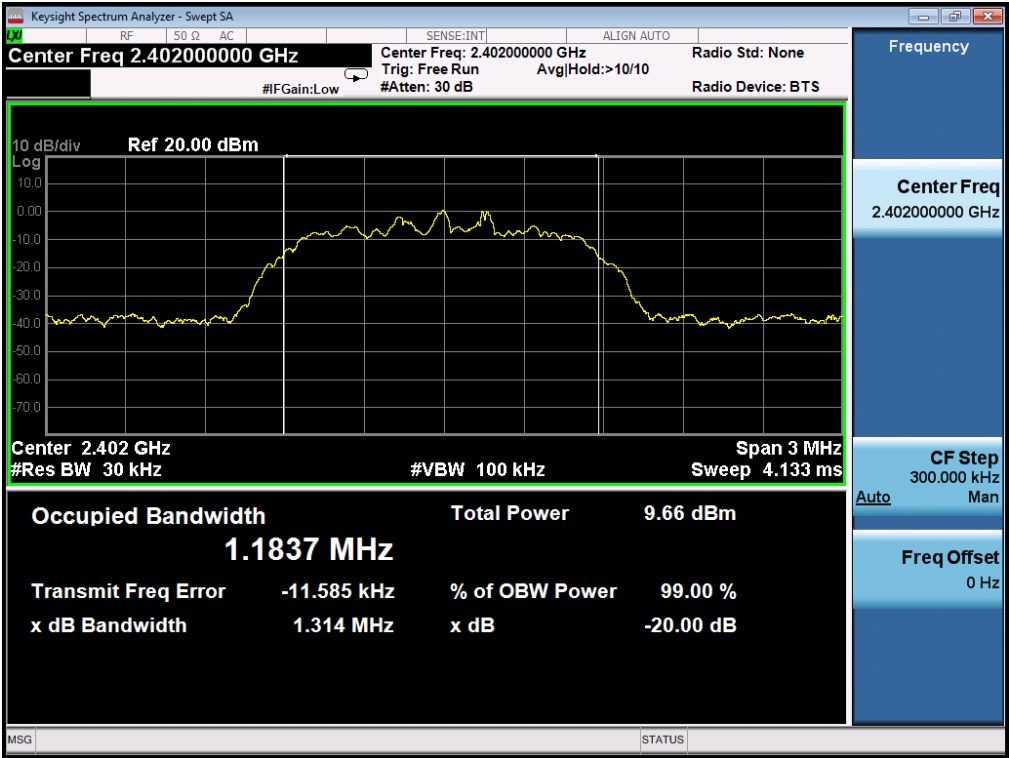 Keysight Spectrum Analyzer - Swept SA
LXI RF 50 Ω AC SENSE:INT ALIGN AUTO
Center Freq 2.402000000 GHz
Center Freq: 2.402000000 GHz
Radio Std: None
Trig: Free Run Avg|Hold:>10/10
#IFGain:Low
#Atten: 30 dB
Radio Device: BTS
Frequency
10 dB/div Ref 20.00 dBm
Log
10.0
0.00
-10.0
-20.0
-30.0
-40.0
-50.0
-60.0
-70.0
Center 2.402 GHz Span 3 MHz
#Res BW 30 kHz #VBW 100 kHz Sweep 4.133 ms
Occupied Bandwidth Total Power 9.66 dBm
1.1837 MHz
Transmit Freq Error -11.585 kHz % of OBW Power 99.00 %
x dB Bandwidth 1.314 MHz x dB -20.00 dB
Center Freq
2.402000000 GHz
CF Step
300.000 kHz
Auto Man
Freq Offset
0 Hz
MSG STATUS